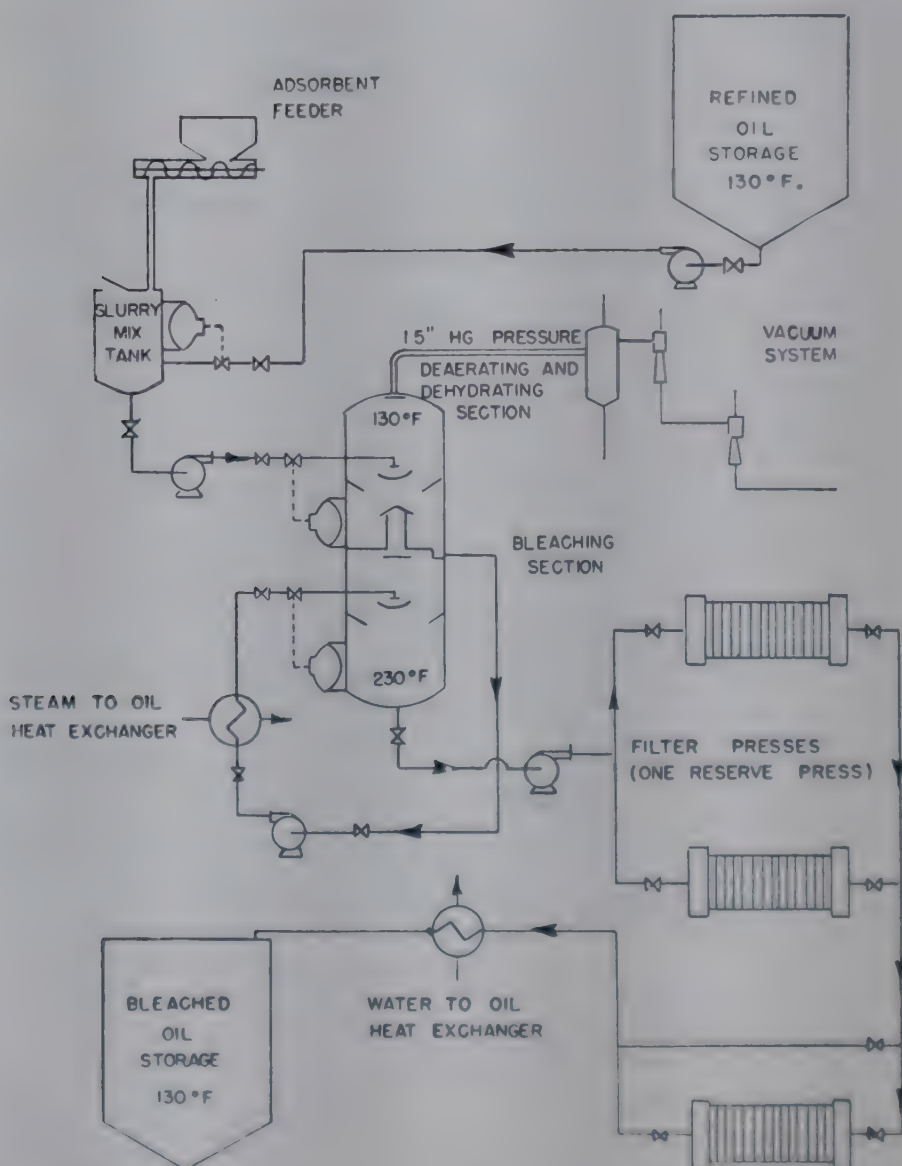 ADSORBENT
FEEDER
REFINED
OIL
STORAGE
130°F.
SLURRY
MIX
TANK
15" HG PRESSURE
DEAERATING AND
DEHYDRATING
SECTION
VACUUM
SYSTEM
130°F
BLEACHING
SECTION
230°F
STEAM TO OIL
HEAT EXCHANGER
FILTER PRESSES
(ONE RESERVE PRESS)
WATER TO OIL
HEAT EXCHANGER
BLEACHED
OIL
STORAGE
130°F